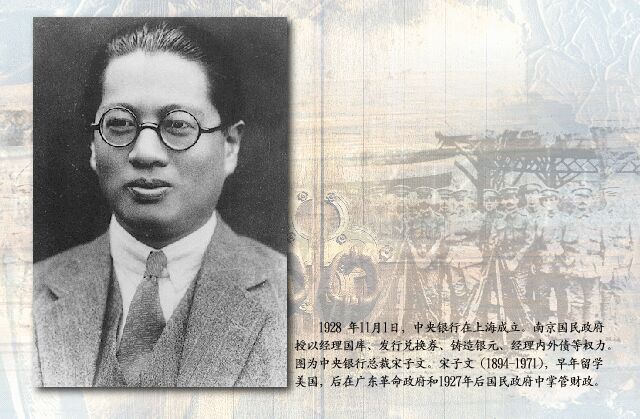 1928 年11月1日，中央银行在上海成立。南京国民政府
授以经理国库、发行兑换券、铸造银元、经理内外债等权力。
图为中央银行总裁宋子文。宋子文（1894-1971），早年留学
美国，后在广东革命政府和1927年后国民政府中掌管财政。